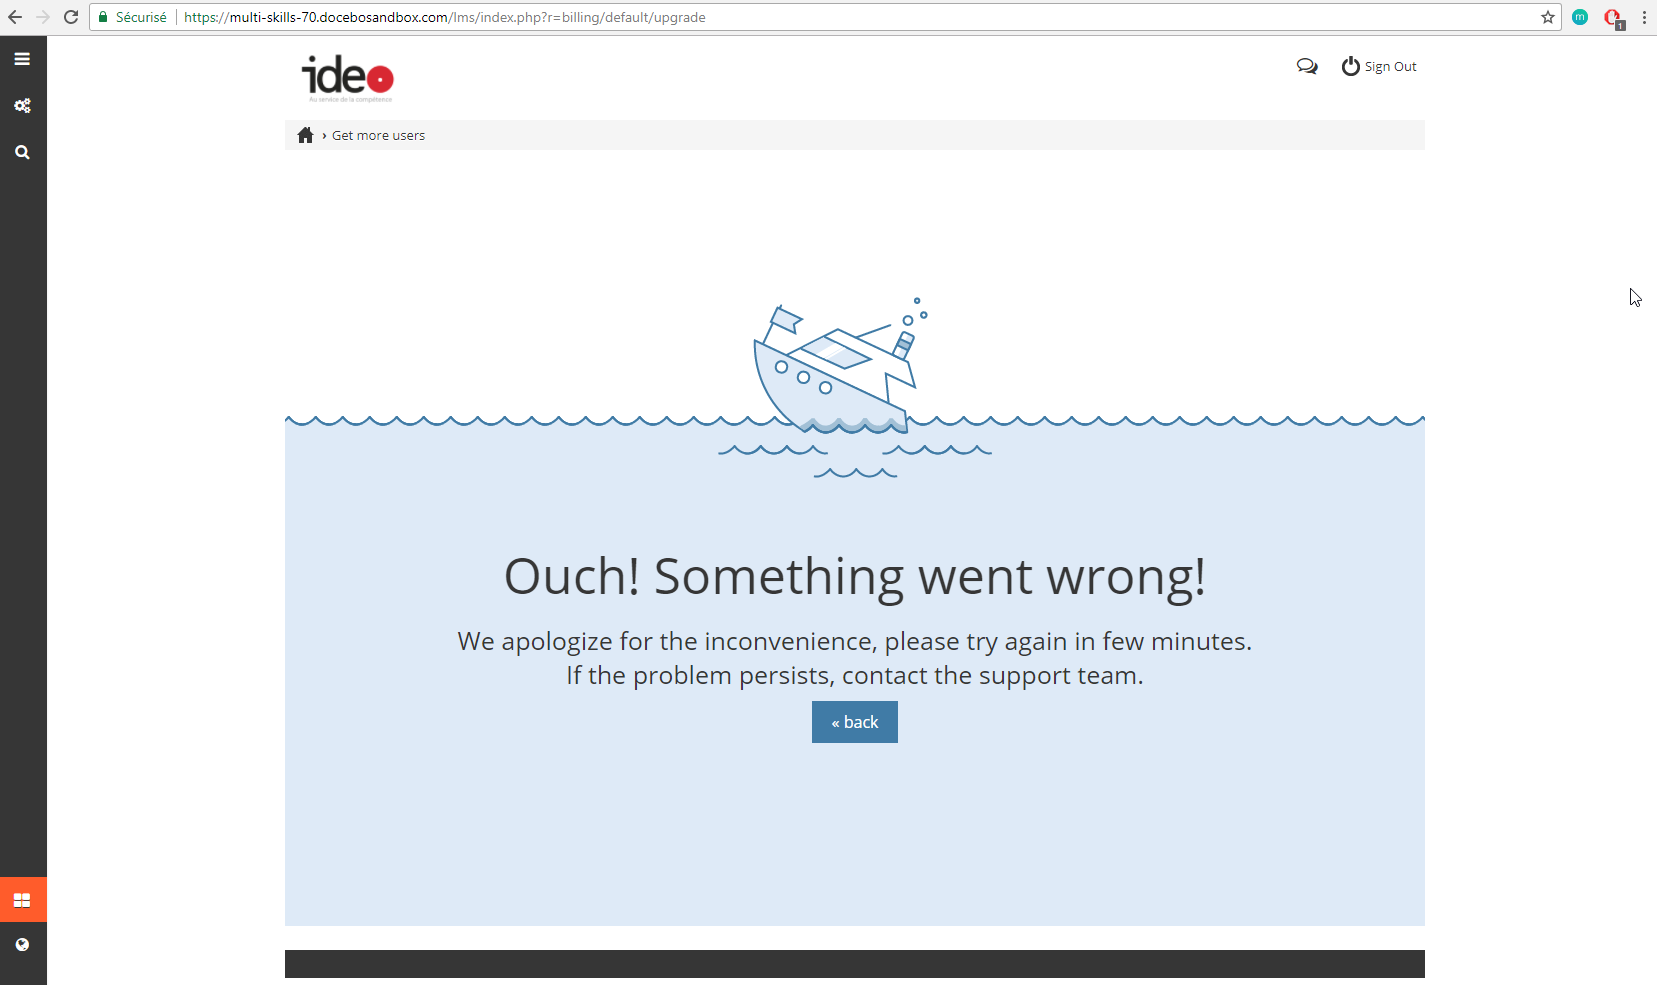 Sécurisé
https://multi-skills-70.docebosandbox.com/lms/index.php?r=billing/default/upgrade
m
1
ideo
Au service de la compétence
Sign Out
› Get more users
Ouch! Something went wrong!
We apologize for the inconvenience, please try again in few minutes.
If the problem persists, contact the support team.
« back